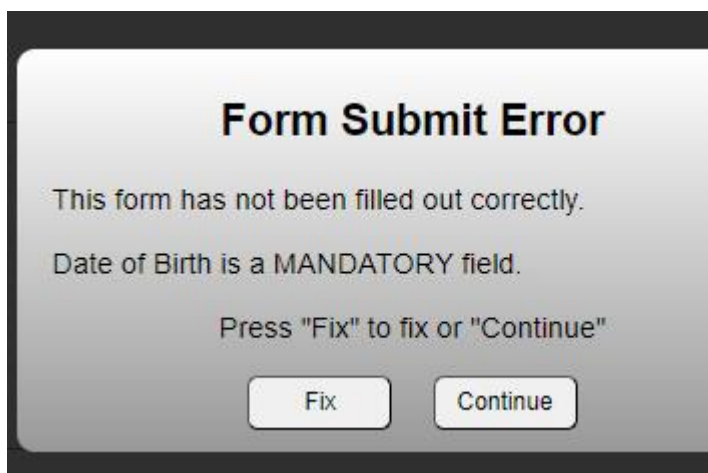 Form Submit Error
This form has not been filled out correctly.
Date of Birth is a MANDATORY field.
Press "Fix" to fix or "Continue"
Fix
Continue